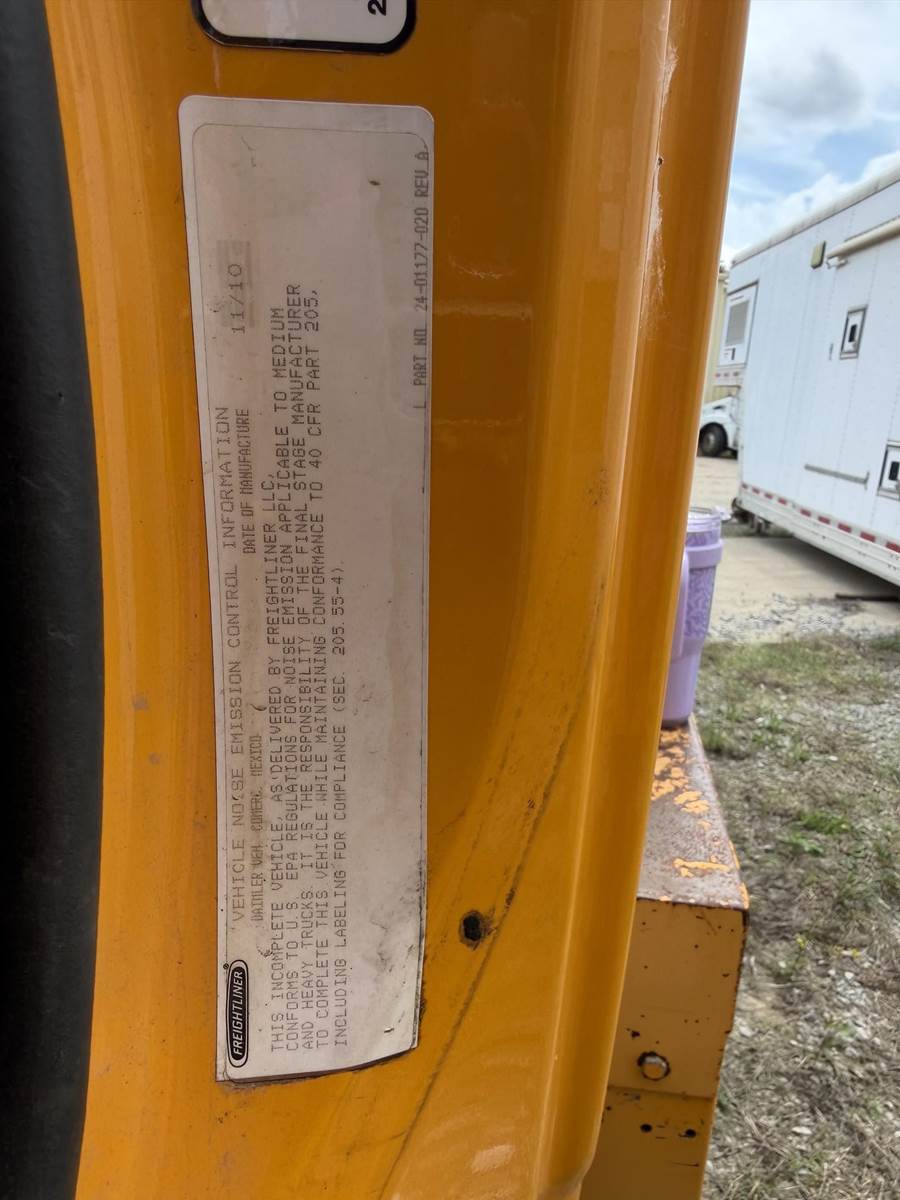 2
FREIGHTLINER®
VEHICLE NOISE EMISSION CONTROL INFORMATION
DAIMLER VEH. COMERC. MEXICO DATE OF MANUFACTURE 11/10
THIS INCOMPLETE VEHICLE, AS DELIVERED BY FREIGHTLINER LLC,
CONFORMS TO U.S. EPA REGULATIONS FOR NOISE EMISSION APPLICABLE TO MEDIUM
AND HEAVY TRUCKS. IT IS THE RESPONSIBILITY OF THE FINAL STAGE MANUFACTURER
TO COMPLETE THIS VEHICLE WHILE MAINTAINING CONFORMANCE TO 40 CFR PART 205,
INCLUDING LABELING FOR COMPLIANCE (SEC. 205.55-4).
PART NO 24-01177-020 REV A